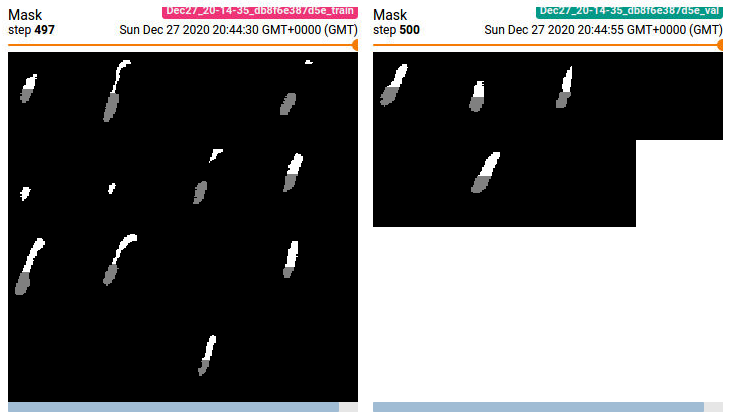 Mask
Dec27_20-14-35_db8f6e387d5e_train
step 497
Sun Dec 27 2020 20:44:30 GMT+0000 (GMT)
Mask
Dec27_20-14-35_db8f6e387d5e_val
step 500
Sun Dec 27 2020 20:44:55 GMT+0000 (GMT)